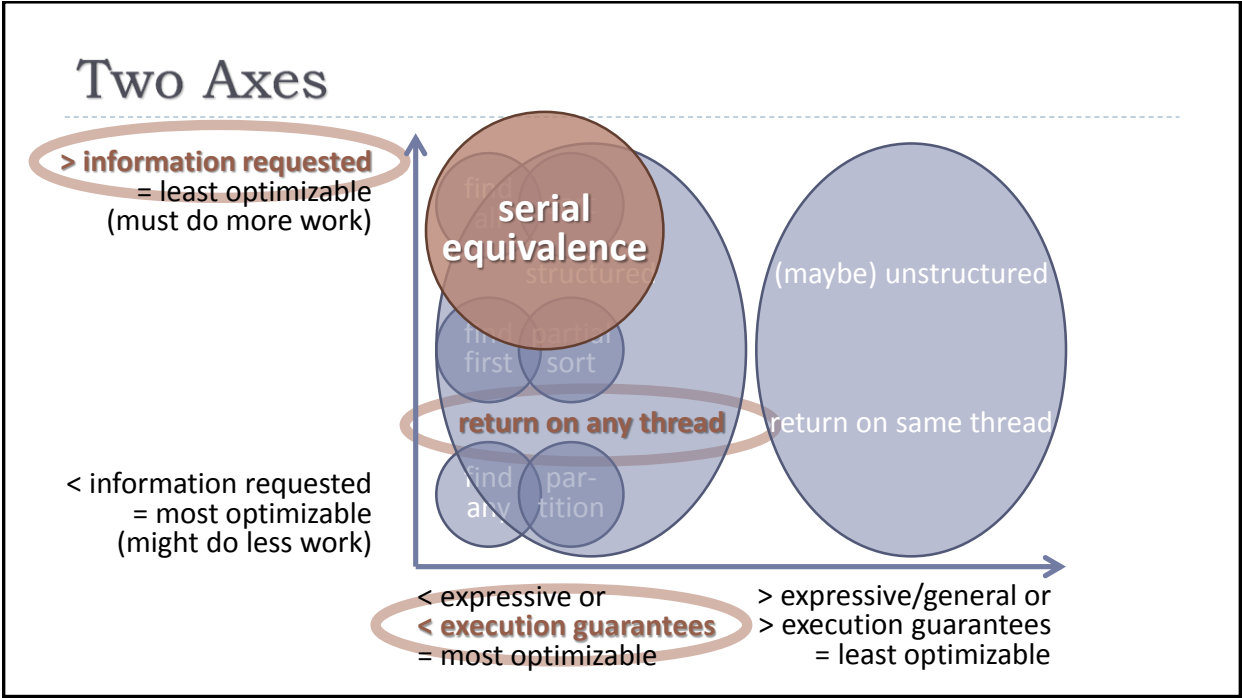 Two Axes
> information requested
= least optimizable
(must do more work)
find
all
serial
equivalence
structured
(maybe) unstructured
find
first
partial
sort
return on any thread
return on same thread
< information requested
= most optimizable
(might do less work)
find
any
par-
tition
< expressive or
< execution guarantees
= most optimizable
> expressive/general or
> execution guarantees
= least optimizable